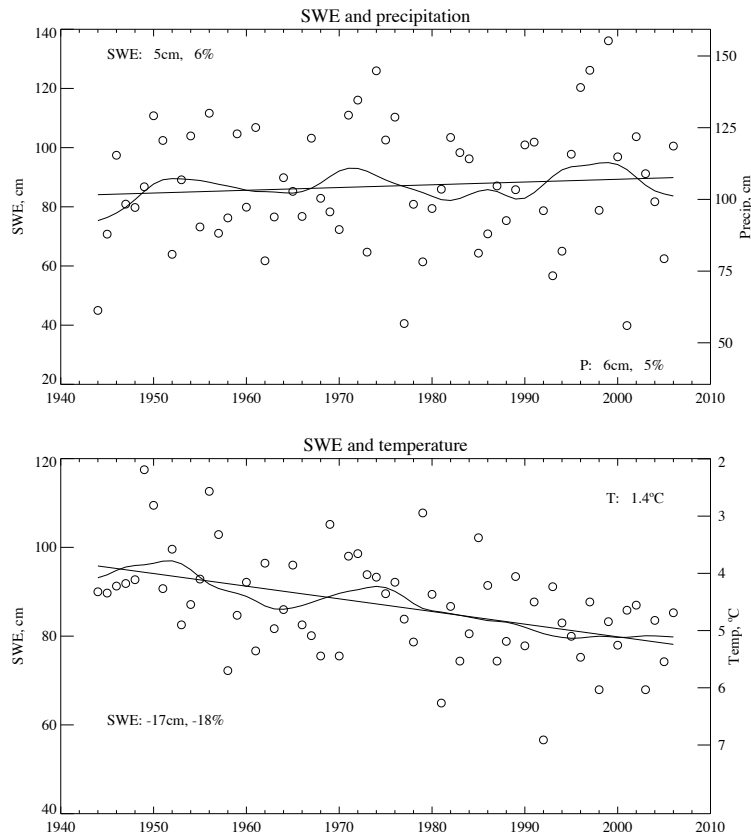 SWE and precipitation
140
120
100
80
60
40
20
SWE, cm
SWE: 5cm, 6%
P: 6cm, 5%
150
125
100
75
50
Precip, cm
1940 1950 1960 1970 1980 1990 2000 2010
SWE and temperature
120
100
80
60
40
SWE, cm
T: 1.4ºC
SWE: -17cm, -18%
2
3
4
5
6
7
Temp, ºC
1940 1950 1960 1970 1980 1990 2000 2010